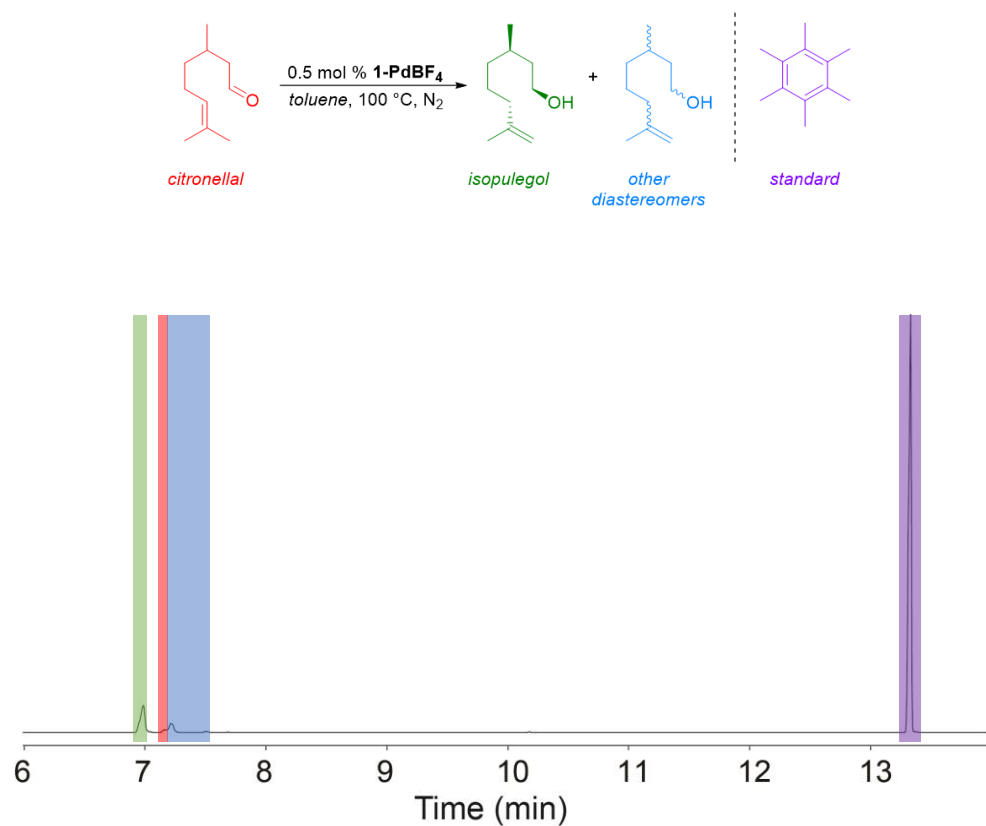 0.5 mol % 1-PdBF₄
toluene, 100 °C, N₂
O
OH
+
OH
citronellal
isopulegol
other
diastereomers
standard
6 7 8 9 10 11 12 13
Time (min)